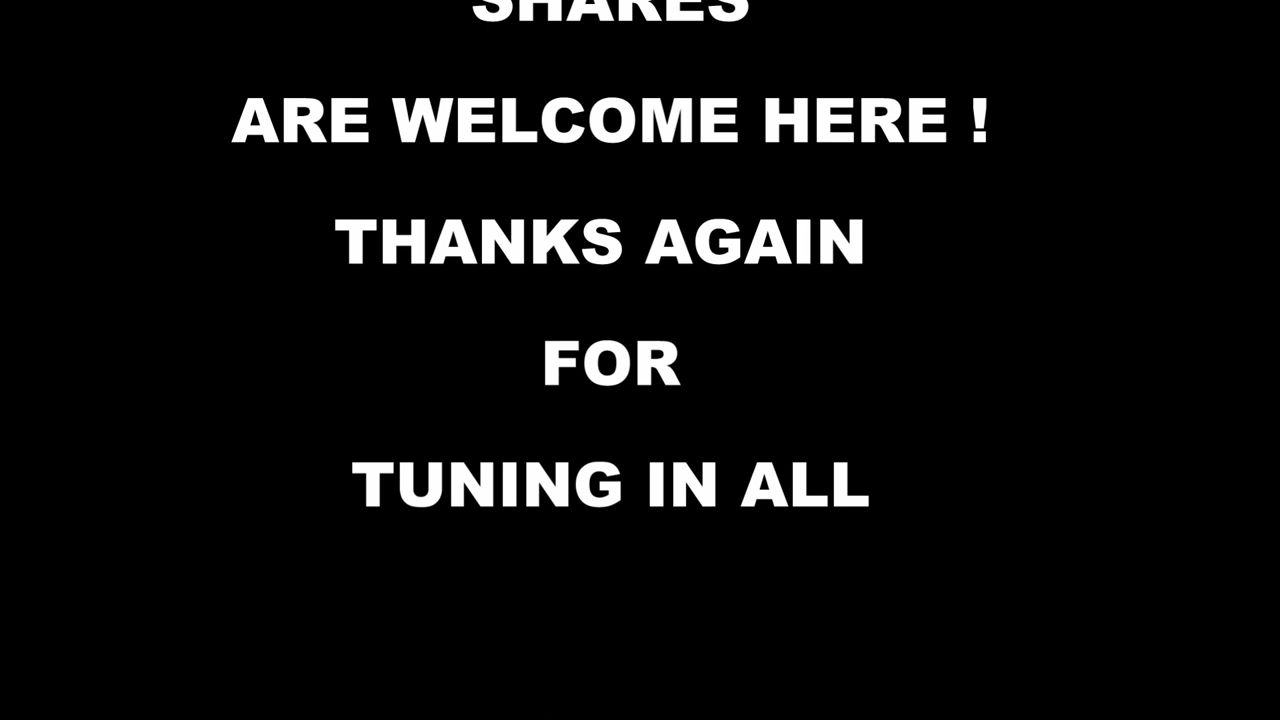 SHARES
ARE WELCOME HERE !
THANKS AGAIN
FOR
TUNING IN ALL